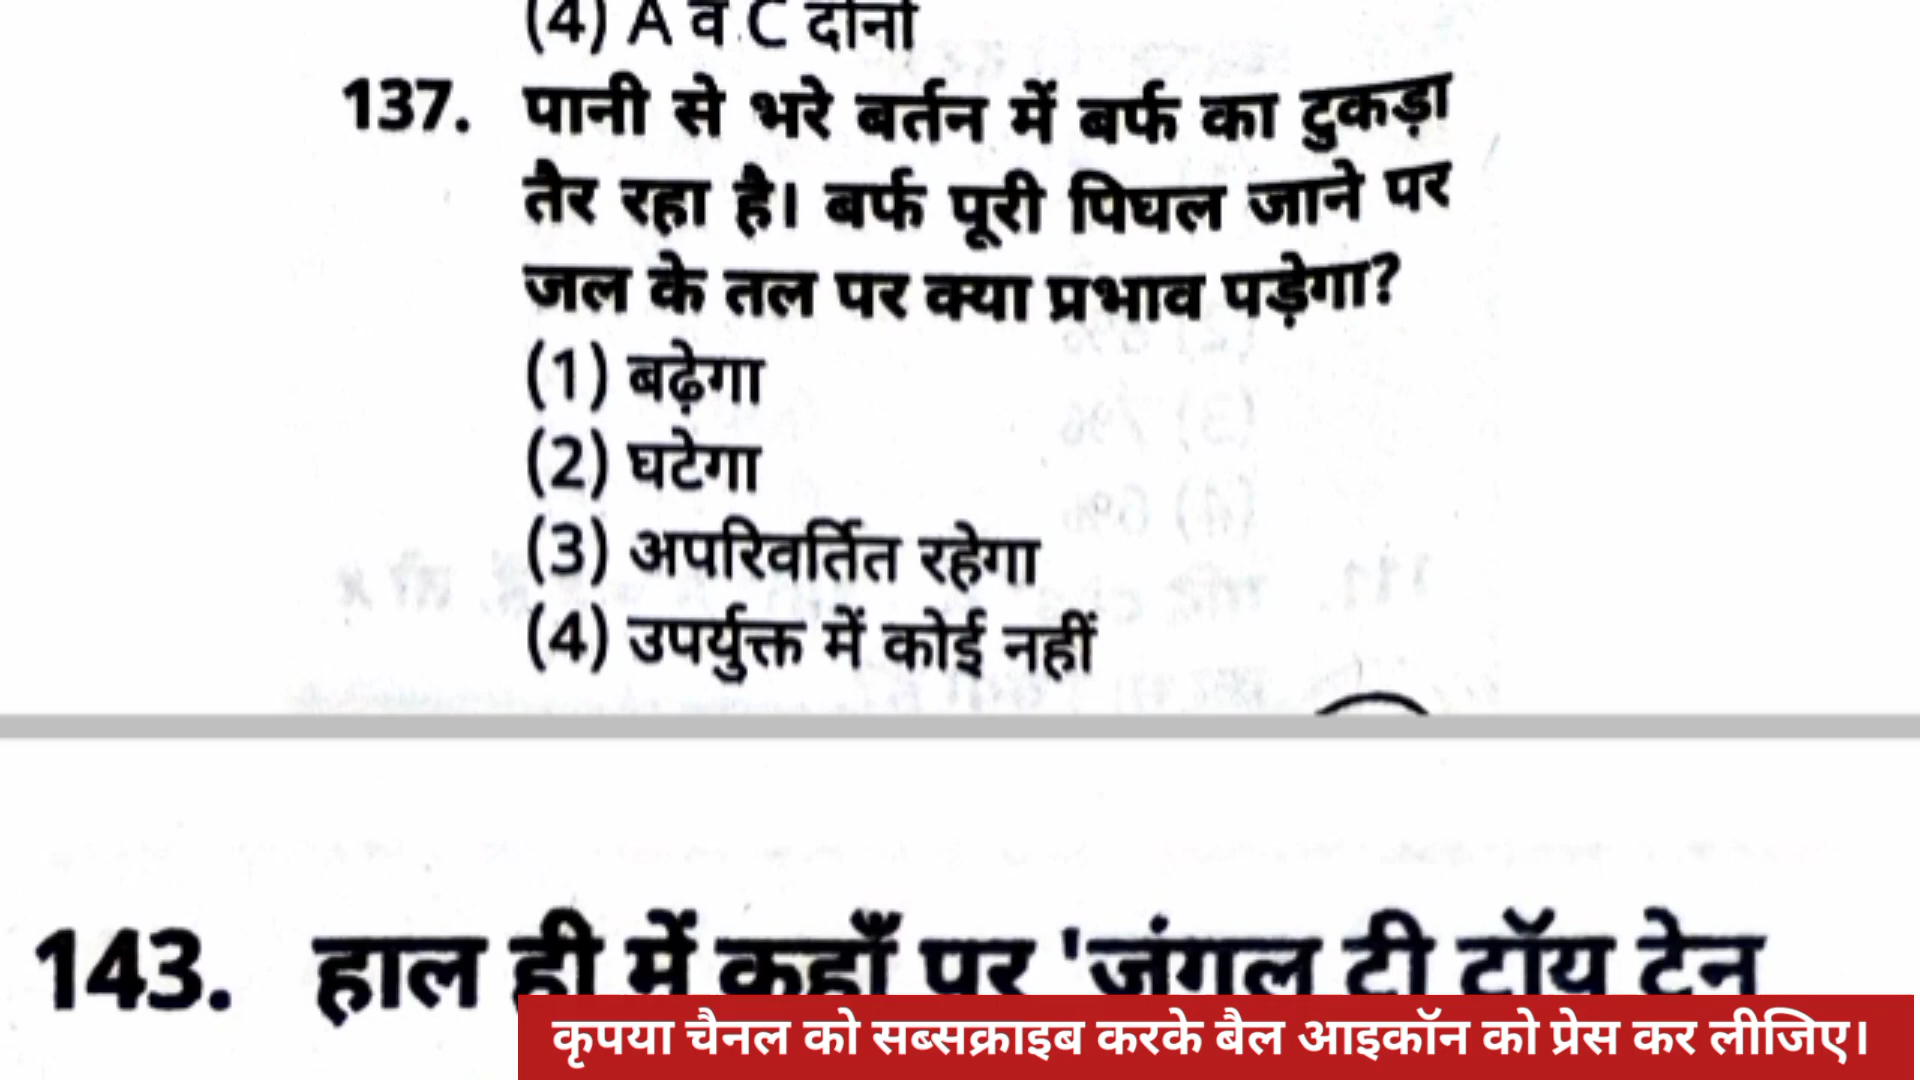 (4) A व C दोनों
137. पानी से भरे बर्तन में बर्फ का टुकड़ा
तैर रहा है। बर्फ पूरी पिघल जाने पर
जल के तल पर क्या प्रभाव पड़ेगा?
(1) बढ़ेगा
(2) घटेगा
(3) अपरिवर्तित रहेगा
(4) उपर्युक्त में कोई नहीं
143. हाल ही में कहाँ पर 'जंगल टी टॉय टेन
कृपया चैनल को सब्सक्राइब करके बैल आइकॉन को प्रेस कर लीजिए।